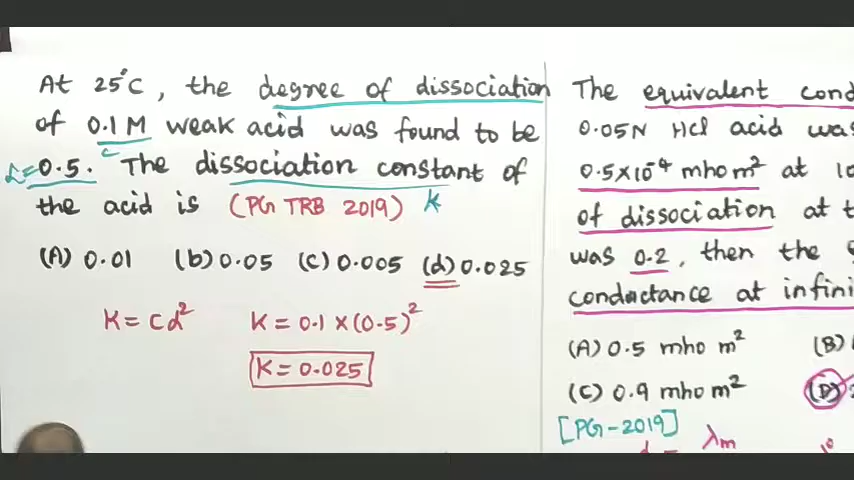 At 25°C, the degree of dissociation
of 0.1 M weak acid was found to be
α=0.5. The dissociation constant of
the acid is (PG TRB 2019) K
(A) 0.01 (b) 0.05 (c) 0.005 (d) 0.025
K = cα² K = 0.1 × (0.5)²
K = 0.025
The equivalent cond
0.05N HCl acid was
0.5×10⁻⁴ mho m² at 10
of dissociation at t
was 0.2, then the
conductance at infini
(A) 0.5 mho m² (B)
(C) 0.9 mho m² (D)
[PG-2019]
λm